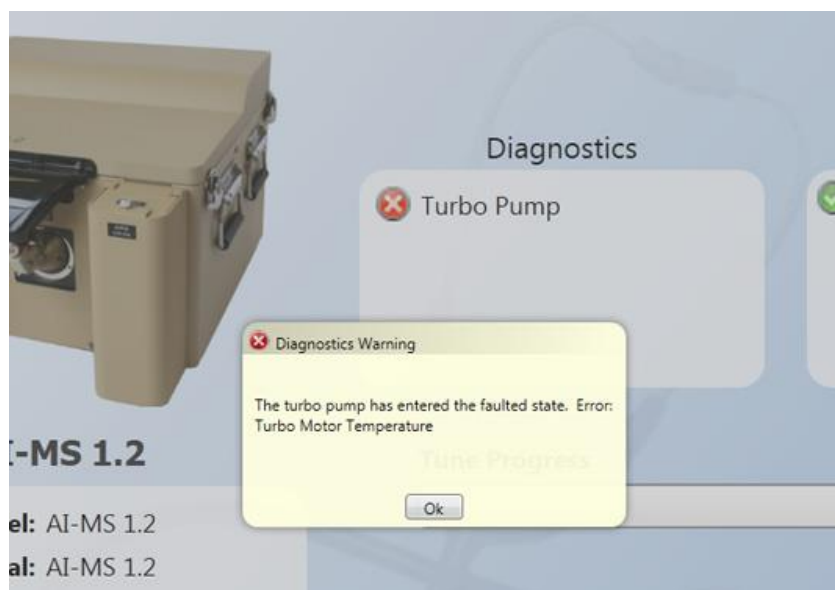 Diagnostics
Turbo Pump
Diagnostics Warning
The turbo pump has entered the faulted state. Error:
Turbo Motor Temperature
Ok
Tune Progress
I-MS 1.2
el: AI-MS 1.2
al: AI-MS 1.2